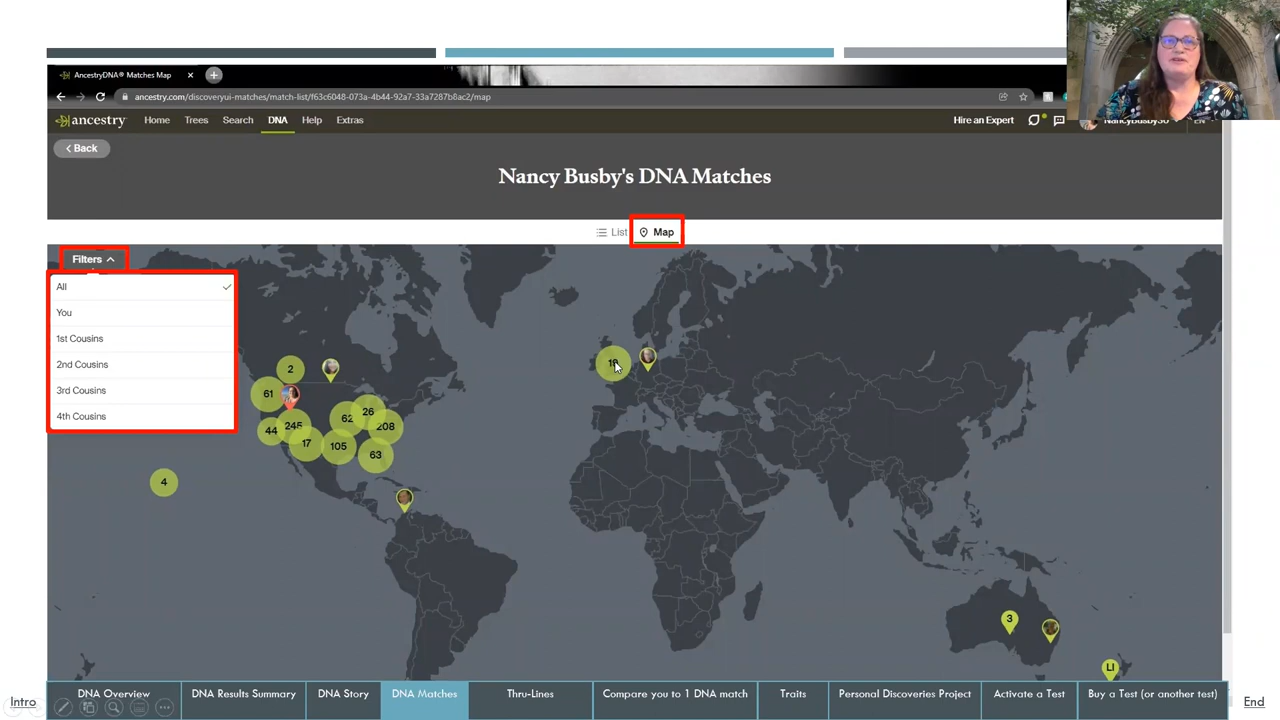 AncestryDNA® Matches Map
ancestry.com/discoveryui-matches/match-list/f63c6048-073a-4b44-92a7-33a7287b8ac2/map
ancestry Home Trees Search DNA Help Extras Hire an Expert NancyBusby50 EN
Back
Nancy Busby's DNA Matches
List Map
Filters
All
You
1st Cousins
2nd Cousins
3rd Cousins
4th Cousins
2
61
26
62
245
208
44
17
105
63
4
3
LI
DNA Overview DNA Results Summary DNA Story DNA Matches Thru-Lines Compare you to 1 DNA match Traits Personal Discoveries Project Activate a Test Buy a Test (or another test)
Intro End